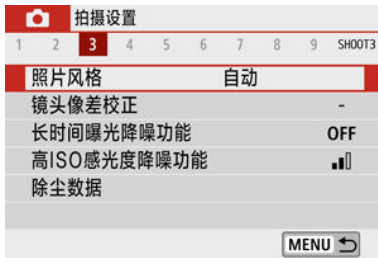 拍摄设置
1 2 3 4 5 6 7 8 9 SHOOT3
照片风格 自动
镜头像差校正 -
长时间曝光降噪功能 OFF
高ISO感光度降噪功能
除尘数据
MENU